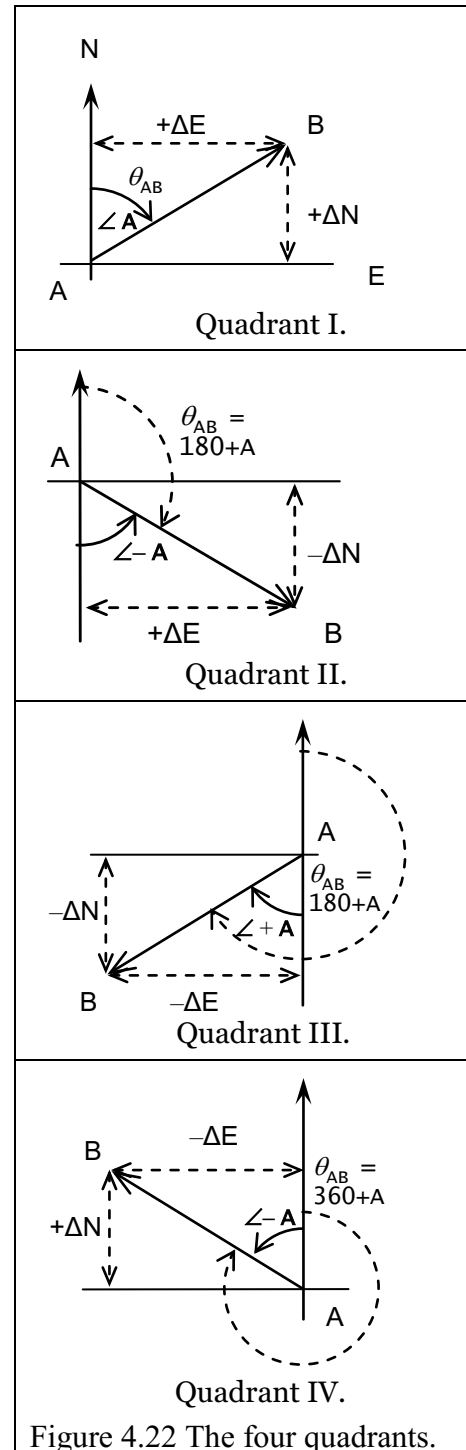 N
+ΔE
B
θAB
∠ A
+ΔN
A
E
Quadrant I.
θAB =
180+A
A
∠– A
–ΔN
+ΔE
B
Quadrant II.
A
θAB =
180+A
–ΔN
∠ + A
B
–ΔE
Quadrant III.
–ΔE
B
θAB =
360+A
∠– A
+ΔN
A
Quadrant IV.
Figure 4.22 The four quadrants.